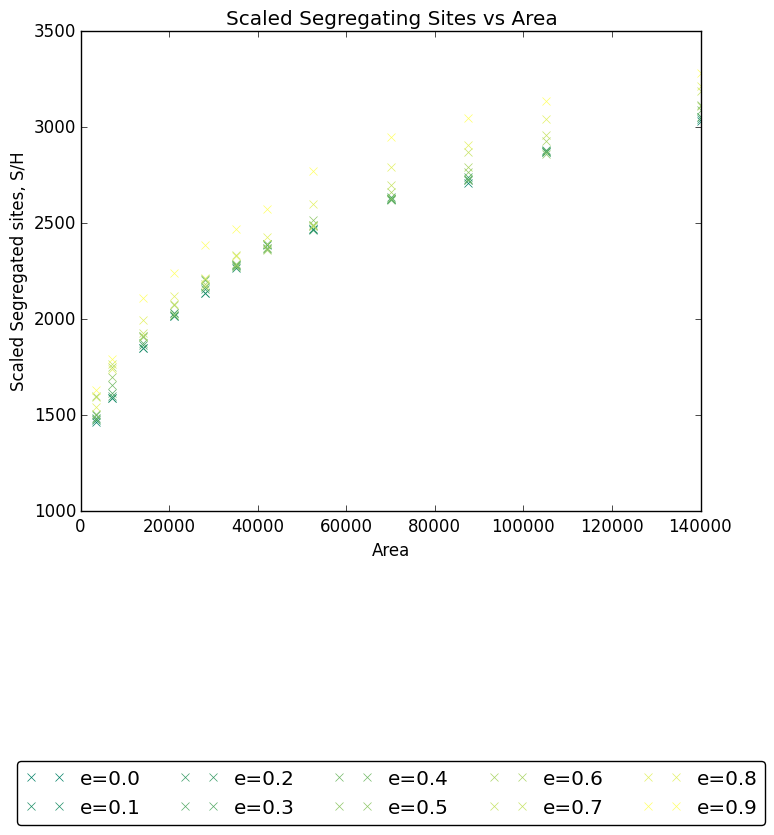 Scaled Segregating Sites vs Area
3500
3000
2500
2000
1500
1000
Scaled Segregated sites, S/H
0 20000 40000 60000 80000 100000 120000 140000
Area
e=0.0 e=0.2 e=0.4 e=0.6 e=0.8
e=0.1 e=0.3 e=0.5 e=0.7 e=0.9